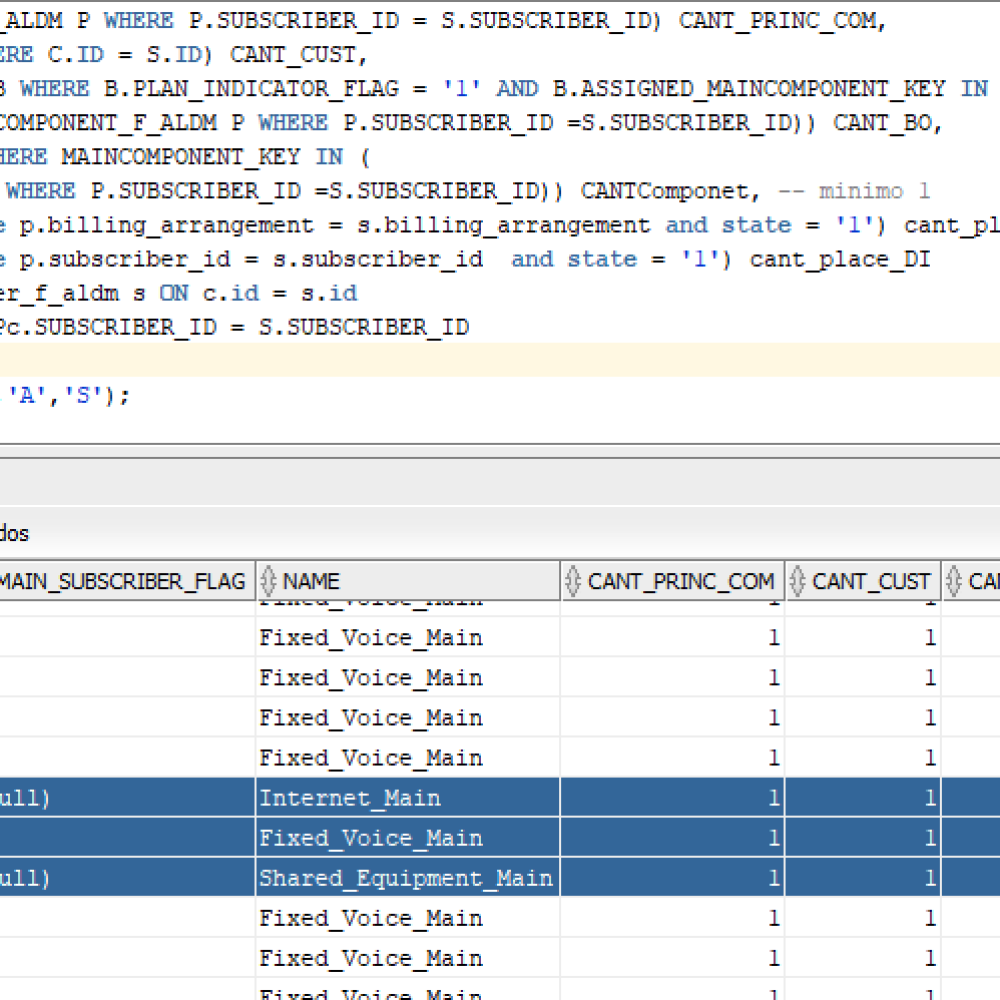 _ALDM P WHERE P.SUBSCRIBER_ID = S.SUBSCRIBER_ID) CANT_PRINC_COM,
ERE C.ID = S.ID) CANT_CUST,
B WHERE B.PLAN_INDICATOR_FLAG = '1' AND B.ASSIGNED_MAINCOMPONENT_KEY IN
COMPONENT_F_ALDM P WHERE P.SUBSCRIBER_ID =S.SUBSCRIBER_ID)) CANT_BO,
HERE MAINCOMPONENT_KEY IN (
WHERE P.SUBSCRIBER_ID =S.SUBSCRIBER_ID)) CANTComponet, -- minimo 1
e p.billing_arrangement = s.billing_arrangement and state = '1') cant_pl
e p.subscriber_id = s.subscriber_id  and state = '1') cant_place_DI
er_f_aldm s ON c.id = s.id
Pc.SUBSCRIBER_ID = S.SUBSCRIBER_ID
'A','S');
dos
MAIN_SUBSCRIBER_FLAG NAME CANT_PRINC_COM CANT_CUST CAN
Fixed_Voice_Main 1 1
Fixed_Voice_Main 1 1
Fixed_Voice_Main 1 1
Fixed_Voice_Main 1 1
Fixed_Voice_Main 1 1
ull) Internet_Main 1 1
Fixed_Voice_Main 1 1
ull) Shared_Equipment_Main 1 1
Fixed_Voice_Main 1 1
Fixed_Voice_Main 1 1
Fixed_Voice_Main 1 1